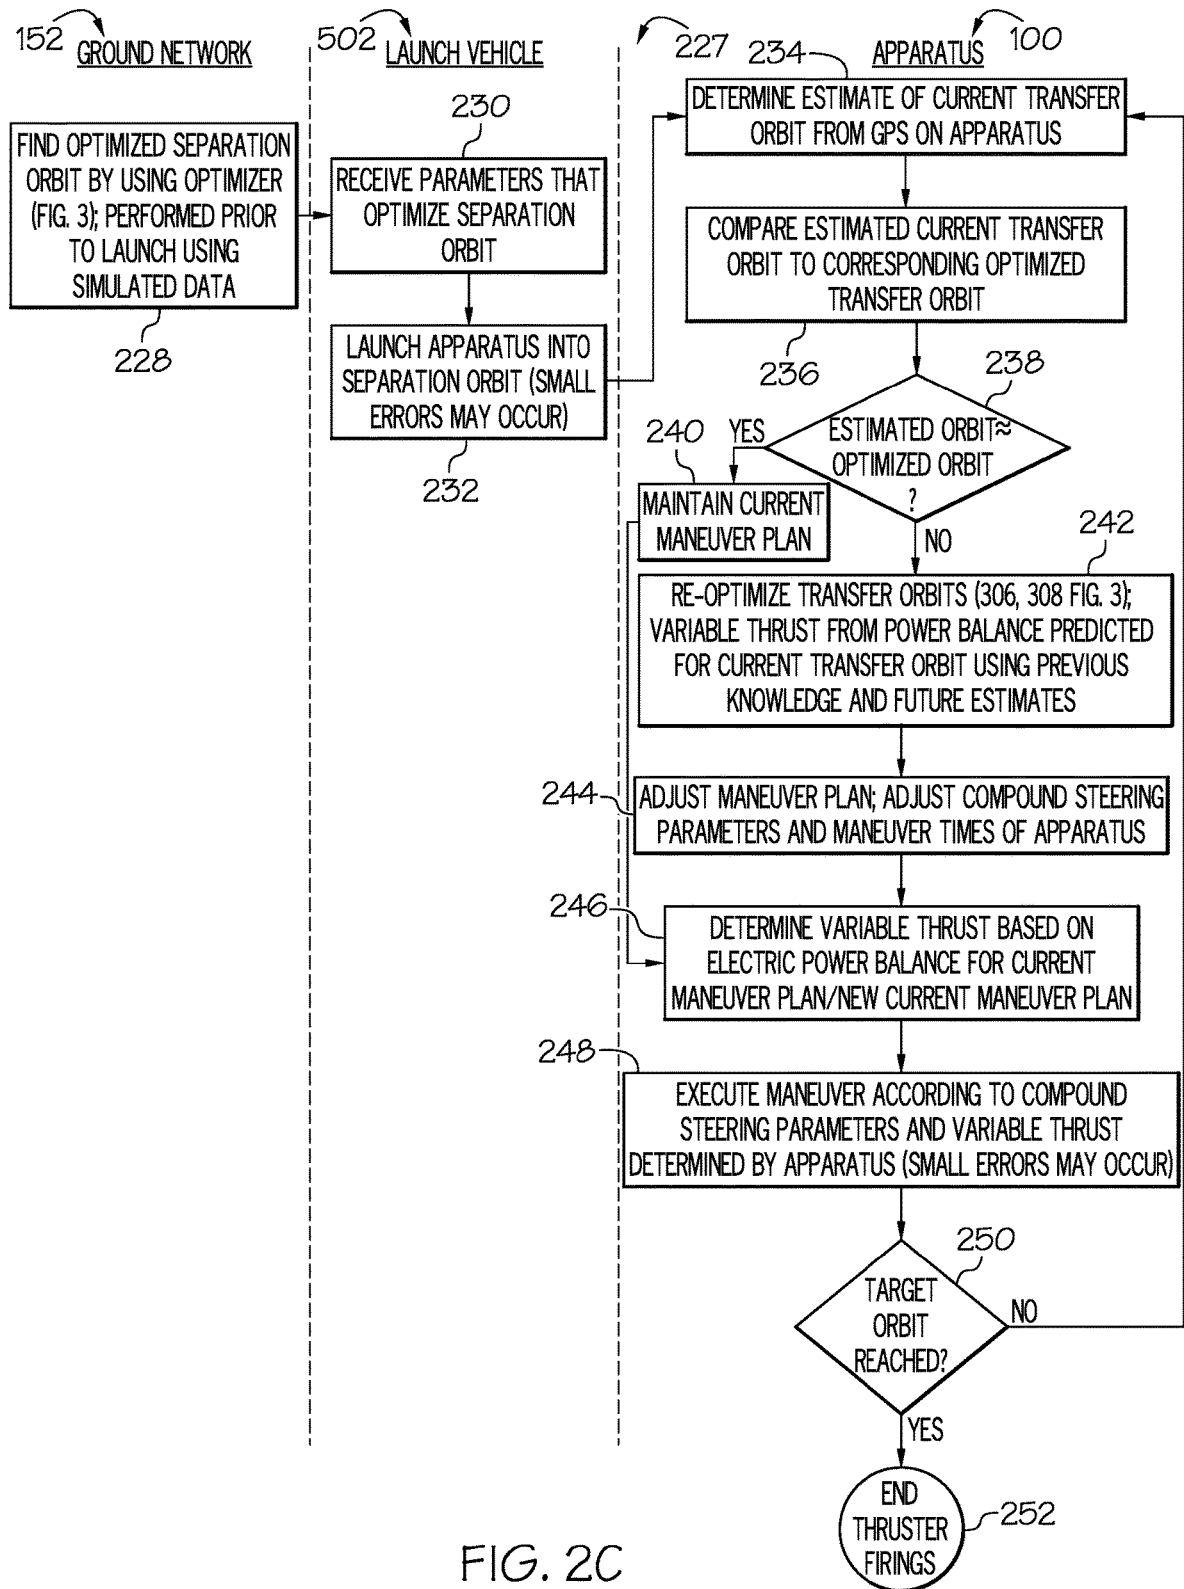 152
GROUND NETWORK
502
LAUNCH VEHICLE
227
APPARATUS
100
FIND OPTIMIZED SEPARATION
ORBIT BY USING OPTIMIZER
(FIG. 3); PERFORMED PRIOR
TO LAUNCH USING
SIMULATED DATA
228
230
RECEIVE PARAMETERS THAT
OPTIMIZE SEPARATION
ORBIT
LAUNCH APPARATUS INTO
SEPARATION ORBIT (SMALL
ERRORS MAY OCCUR)
232
234
DETERMINE ESTIMATE OF CURRENT TRANSFER
ORBIT FROM GPS ON APPARATUS
COMPARE ESTIMATED CURRENT TRANSFER
ORBIT TO CORRESPONDING OPTIMIZED
TRANSFER ORBIT
236
238
ESTIMATED ORBIT≈
OPTIMIZED ORBIT
?
YES
240
MAINTAIN CURRENT
MANEUVER PLAN
NO
242
RE-OPTIMIZE TRANSFER ORBITS (306, 308 FIG. 3);
VARIABLE THRUST FROM POWER BALANCE PREDICTED
FOR CURRENT TRANSFER ORBIT USING PREVIOUS
KNOWLEDGE AND FUTURE ESTIMATES
244
ADJUST MANEUVER PLAN; ADJUST COMPOUND STEERING
PARAMETERS AND MANEUVER TIMES OF APPARATUS
246
DETERMINE VARIABLE THRUST BASED ON
ELECTRIC POWER BALANCE FOR CURRENT
MANEUVER PLAN/NEW CURRENT MANEUVER PLAN
248
EXECUTE MANEUVER ACCORDING TO COMPOUND
STEERING PARAMETERS AND VARIABLE THRUST
DETERMINED BY APPARATUS (SMALL ERRORS MAY OCCUR)
250
TARGET
ORBIT
REACHED?
NO
YES
END
THRUSTER
FIRINGS
252
FIG. 2C